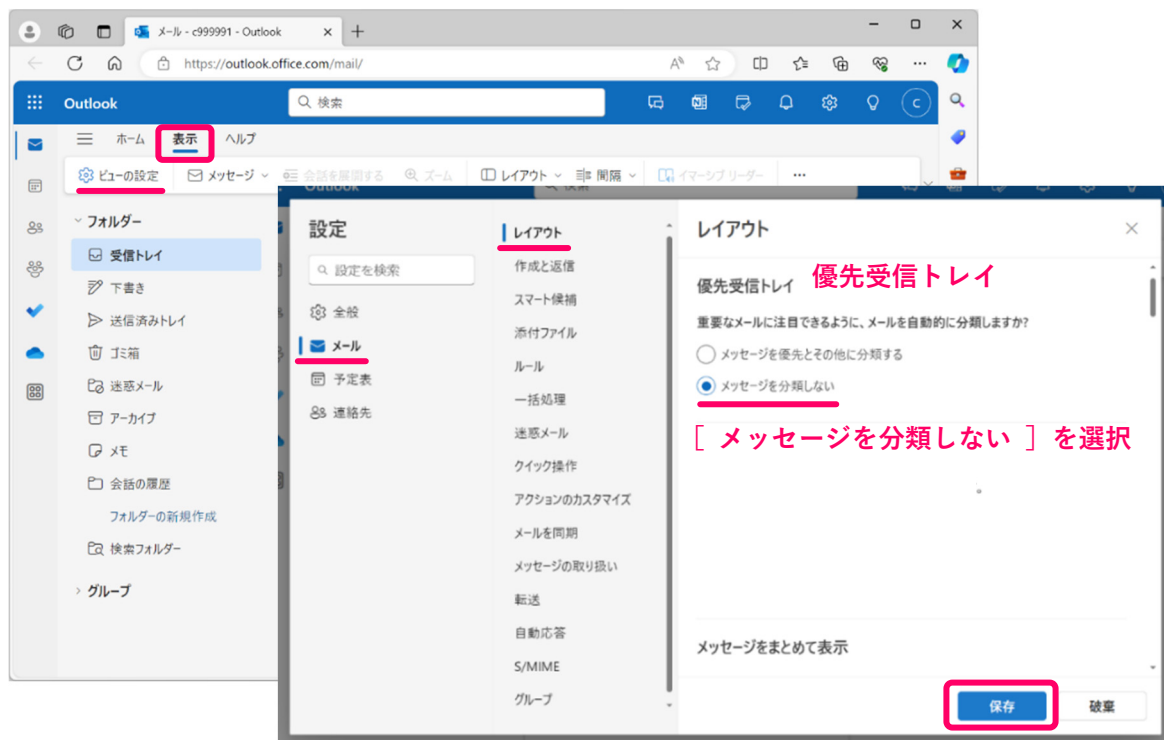 メール - c999991 - Outlook
https://outlook.office.com/mail/
Outlook
検索
c
ホーム 表示 ヘルプ
ビューの設定 メッセージ 会話を展開する ズーム レイアウト 間隔 イマーシブ リーダー ...
フォルダー
受信トレイ
下書き
送信済みトレイ
ゴミ箱
迷惑メール
アーカイブ
メモ
会話の履歴
フォルダーの新規作成
検索フォルダー
グループ
Outlook
検索
設定
設定を検索
全般
メール
予定表
連絡先
レイアウト
作成と返信
スマート候補
添付ファイル
ルール
一括処理
迷惑メール
クイック操作
アクションのカスタマイズ
メールを同期
メッセージの取り扱い
転送
自動応答
S/MIME
グループ
レイアウト
優先受信トレイ 優先受信トレイ
重要なメールに注目できるように、メールを自動的に分類しますか?
メッセージを優先とその他に分類する
メッセージを分類しない
[ メッセージを分類しない ] を選択
メッセージをまとめて表示
保存 破棄